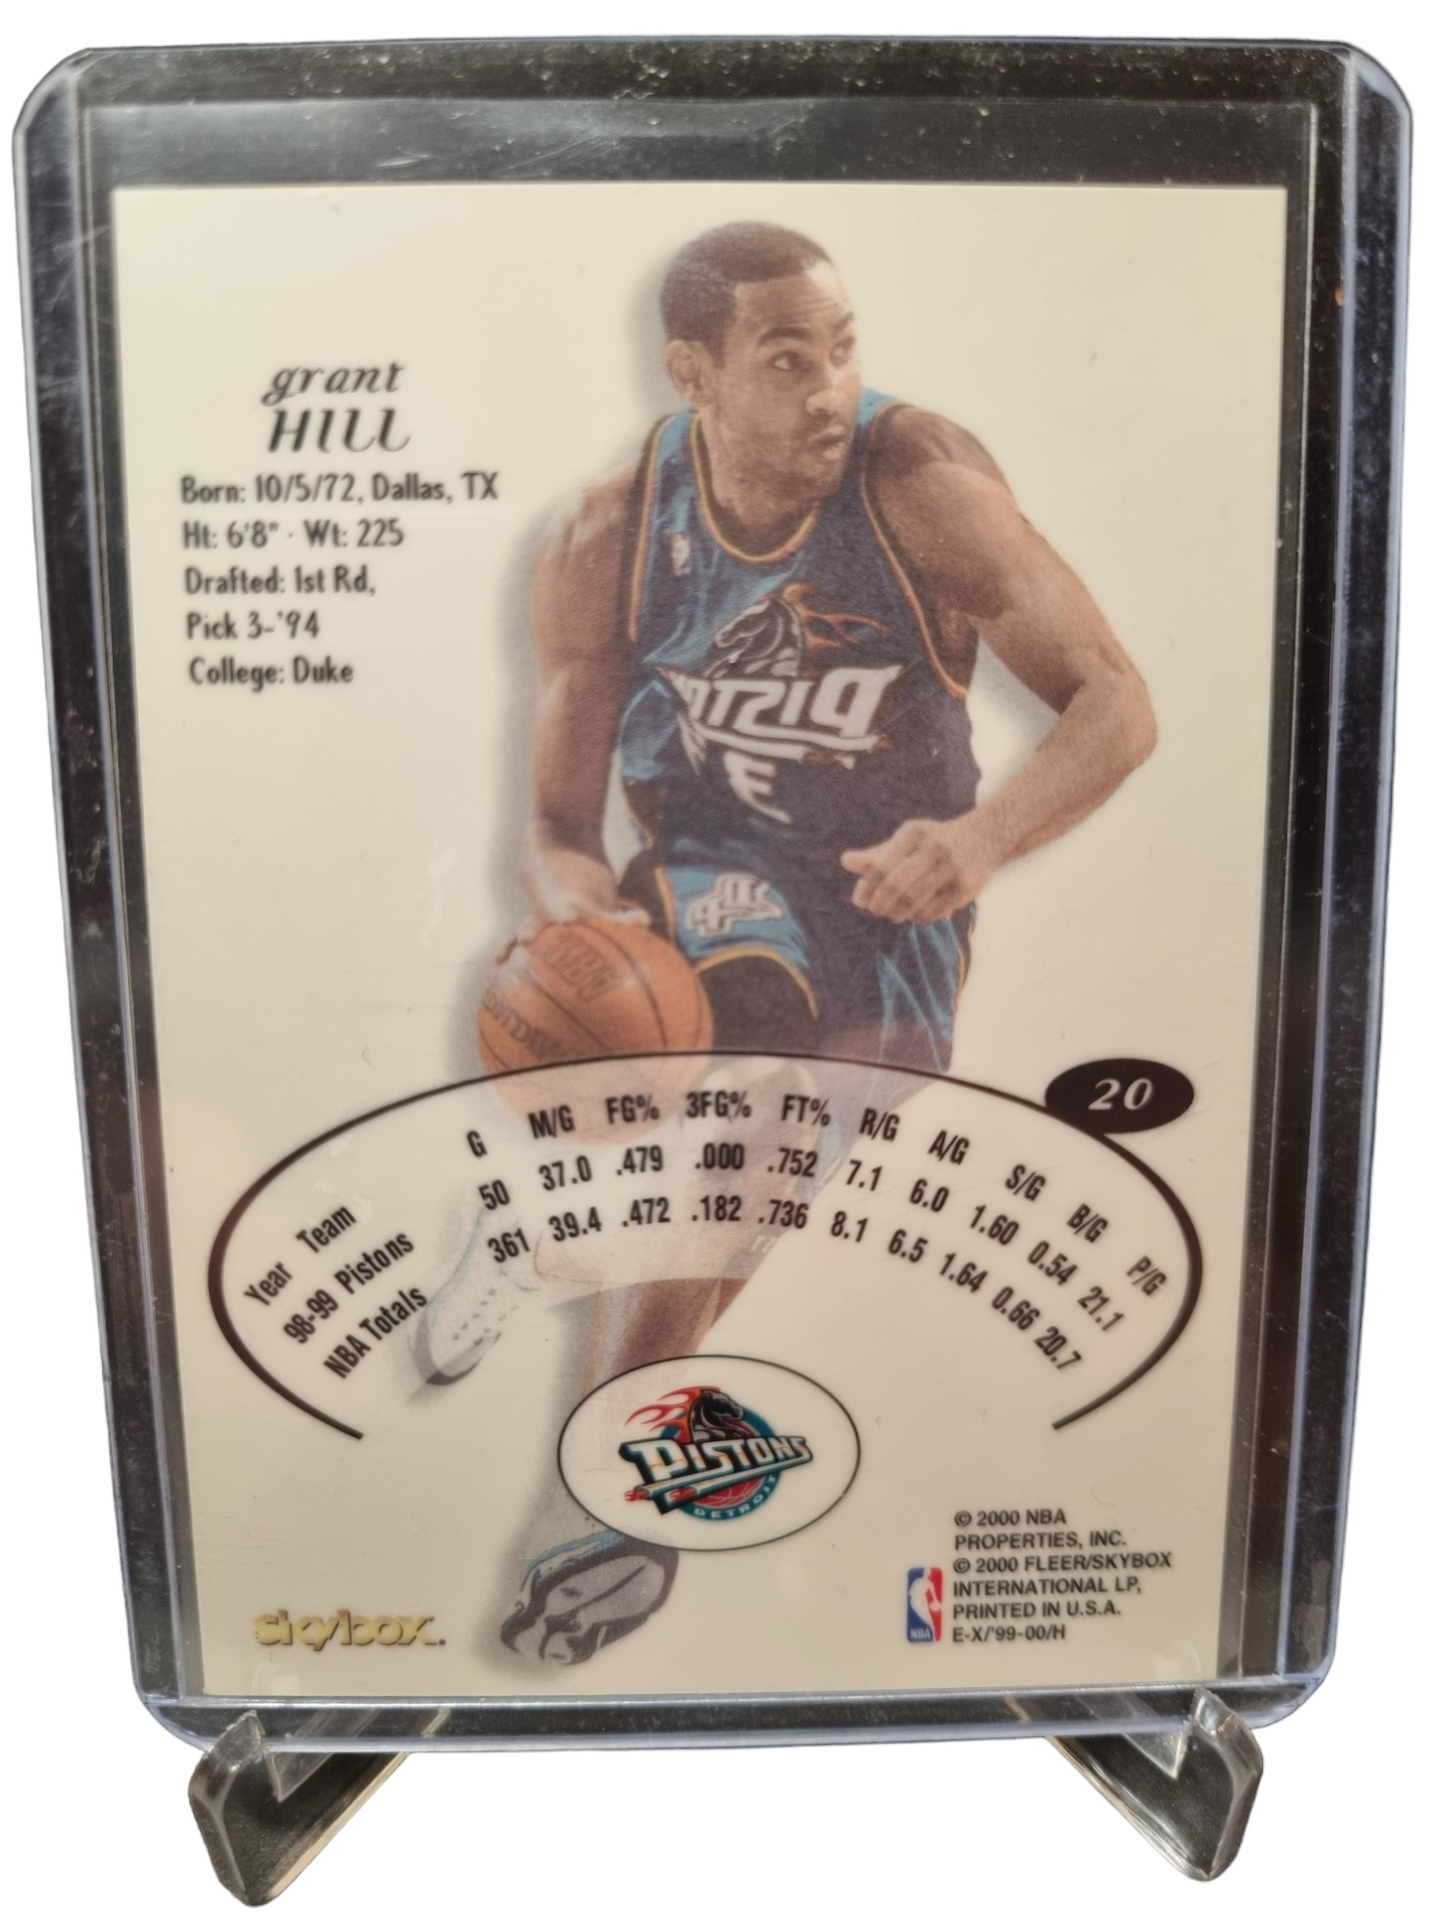 grant
HILL
Born: 10/5/72, Dallas, TX
Ht: 6'8" · Wt: 225
Drafted: 1st Rd,
Pick 3-'94
College: Duke
PISTO
3
20
Year Team G M/G FG% 3FG% FT% R/G A/G S/G B/G P/G
98-99 Pistons 50 37.0 .479 .000 .752 7.1 6.0 1.60 0.54 21.1
NBA Totals 361 39.4 .472 .182 .736 8.1 6.5 1.64 0.66 20.7
PISTONS
DETROIT
© 2000 NBA
PROPERTIES, INC.
© 2000 FLEER/SKYBOX
INTERNATIONAL LP,
PRINTED IN U.S.A.
E-X/'99-00/H
NBA
skybox.